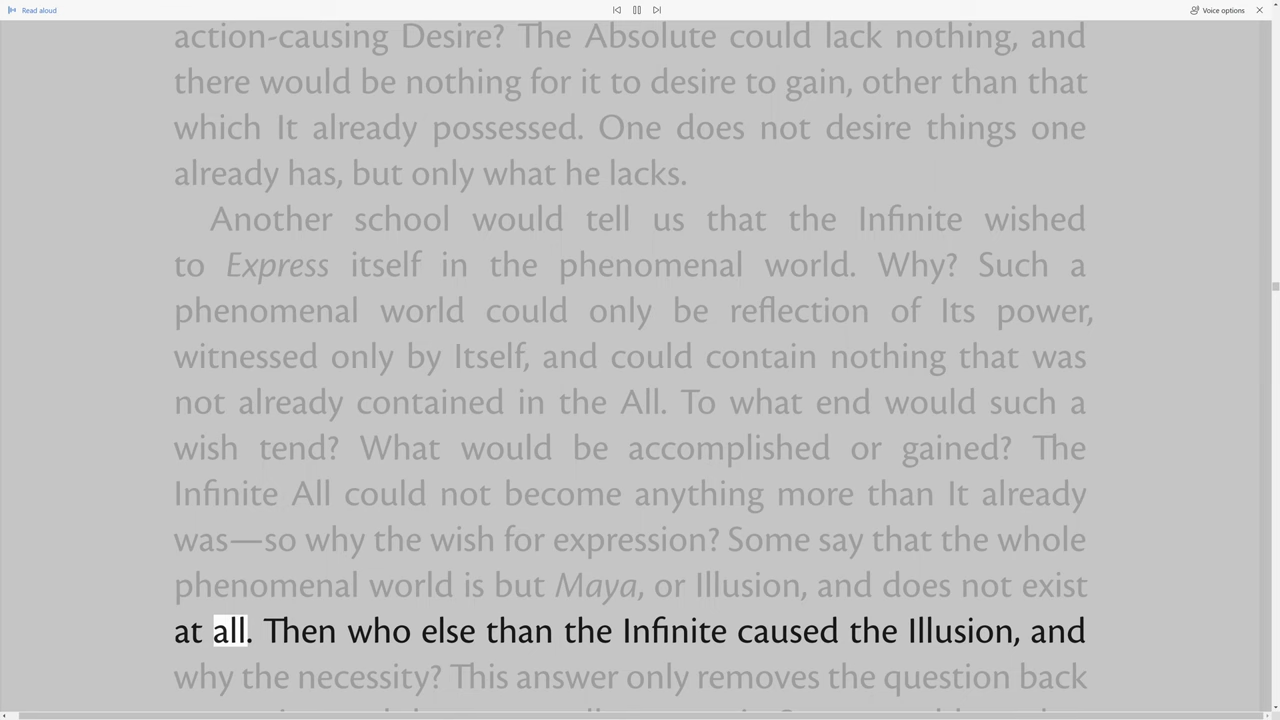 Read aloud
Voice options
action-causing Desire? The Absolute could lack nothing, and
there would be nothing for it to desire to gain, other than that
which It already possessed. One does not desire things one
already has, but only what he lacks.
Another school would tell us that the Infinite wished
to Express itself in the phenomenal world. Why? Such a
phenomenal world could only be reflection of Its power,
witnessed only by Itself, and could contain nothing that was
not already contained in the All. To what end would such a
wish tend? What would be accomplished or gained? The
Infinite All could not become anything more than It already
was—so why the wish for expression? Some say that the whole
phenomenal world is but Maya, or Illusion, and does not exist
at all. Then who else than the Infinite caused the Illusion, and
why the necessity? This answer only removes the question back